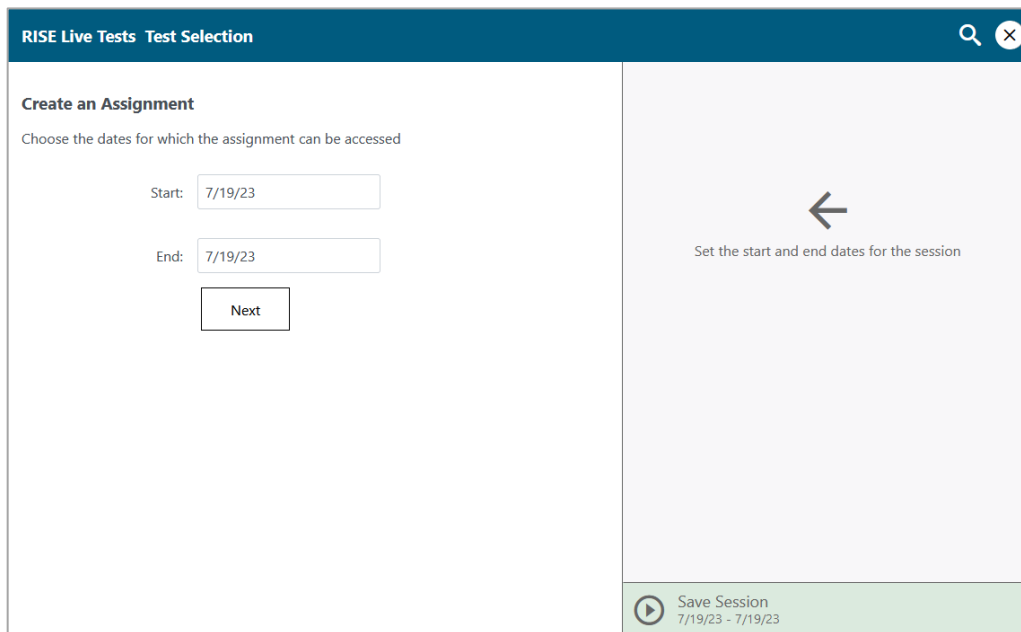 RISE Live Tests  Test Selection
Create an Assignment
Choose the dates for which the assignment can be accessed
Start: 7/19/23
End: 7/19/23
Next
Set the start and end dates for the session
Save Session
7/19/23 - 7/19/23